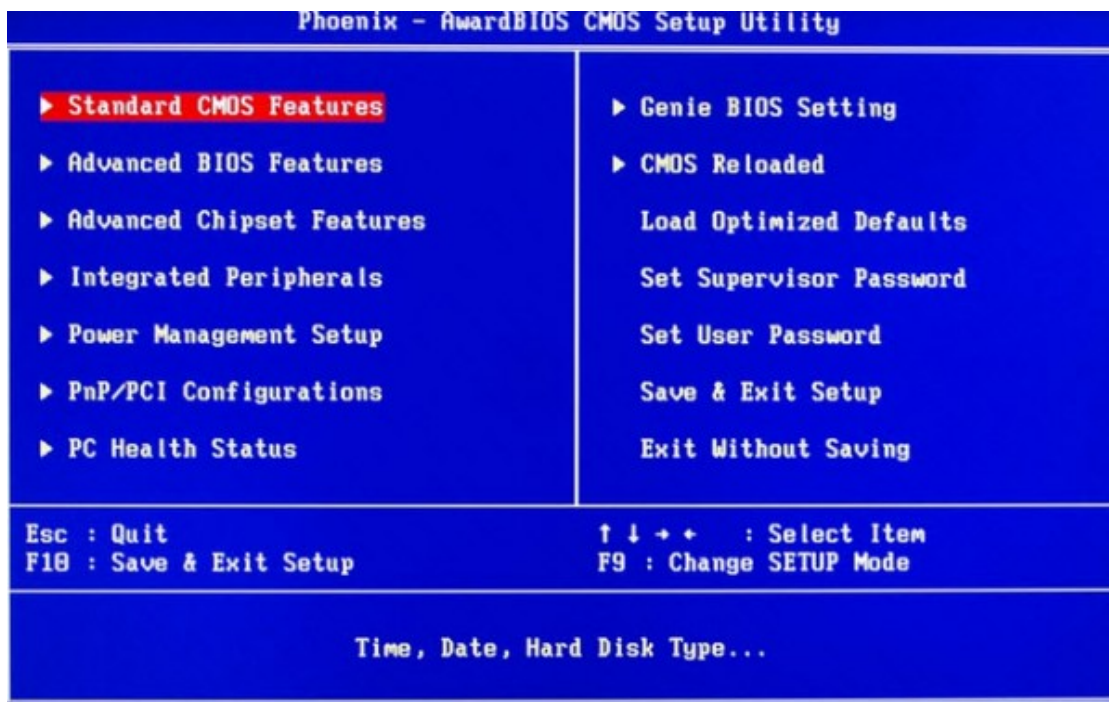 Phoenix - AwardBIOS CMOS Setup Utility
▶ Standard CMOS Features
▶ Advanced BIOS Features
▶ Advanced Chipset Features
▶ Integrated Peripherals
▶ Power Management Setup
▶ PnP/PCI Configurations
▶ PC Health Status
▶ Genie BIOS Setting
▶ CMOS Reloaded
Load Optimized Defaults
Set Supervisor Password
Set User Password
Save & Exit Setup
Exit Without Saving
Esc : Quit
F10 : Save & Exit Setup
↑ ↓ → ← : Select Item
F9 : Change SETUP Mode
Time, Date, Hard Disk Type...